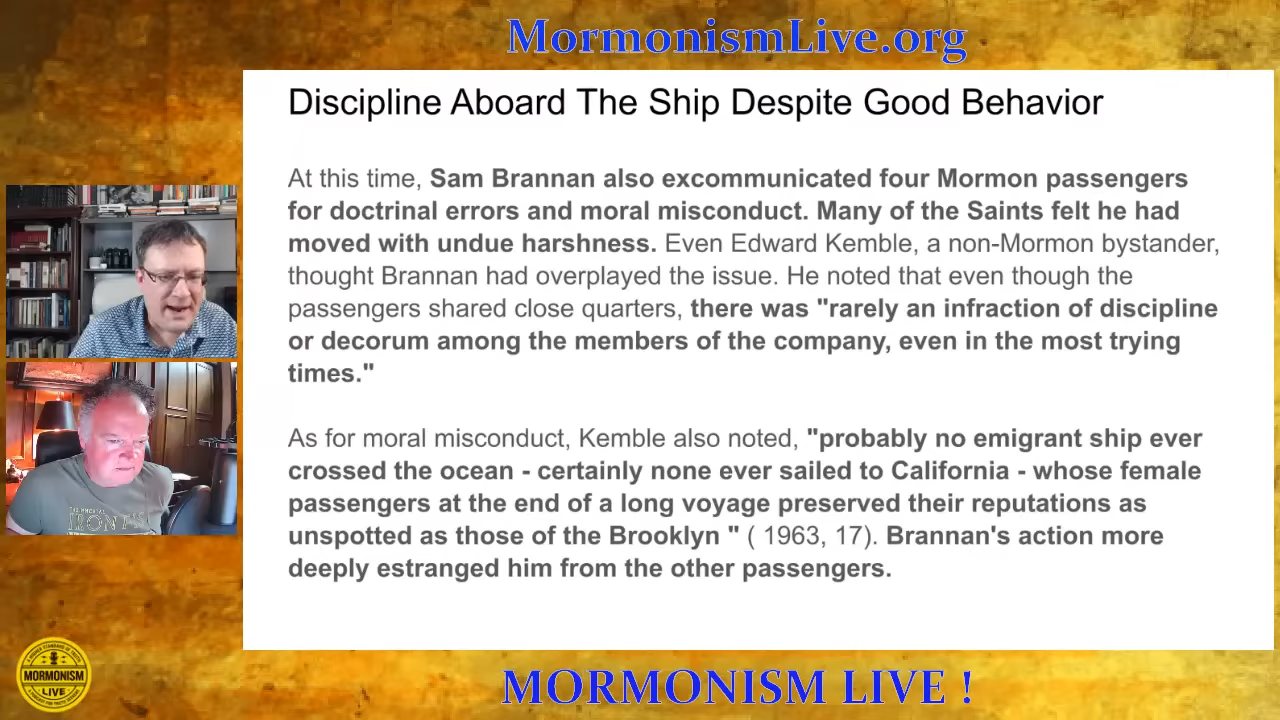 MormonismLive.org
Discipline Aboard The Ship Despite Good Behavior
At this time, Sam Brannan also excommunicated four Mormon passengers
for doctrinal errors and moral misconduct. Many of the Saints felt he had
moved with undue harshness. Even Edward Kemble, a non-Mormon bystander,
thought Brannan had overplayed the issue. He noted that even though the
passengers shared close quarters, there was "rarely an infraction of discipline
or decorum among the members of the company, even in the most trying
times."
As for moral misconduct, Kemble also noted, "probably no emigrant ship ever
crossed the ocean - certainly none ever sailed to California - whose female
passengers at the end of a long voyage preserved their reputations as
unspotted as those of the Brooklyn " ( 1963, 17). Brannan's action more
deeply estranged him from the other passengers.
IRON
MORMONISM
LIVE
MORMONISM LIVE !